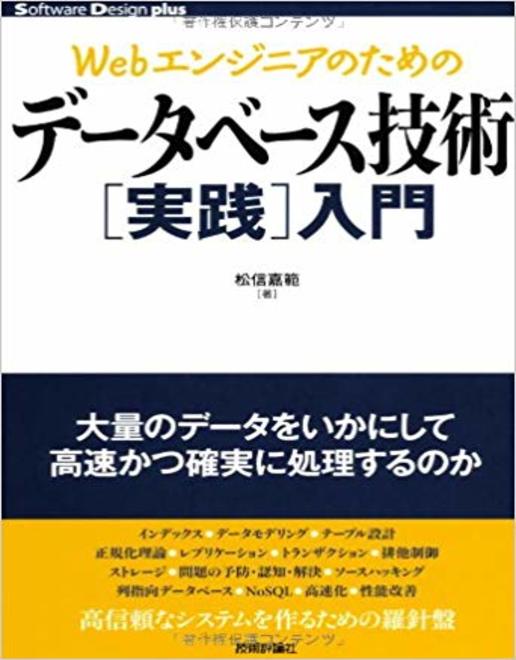 Software Design plus
「著作権保護コンテンツ」
Webエンジニアのための
データベース技術
[実践]入門
松信嘉範
[著]
大量のデータをいかにして
高速かつ確実に処理するのか
インデックス●データモデリング●テーブル設計
正規化理論●レプリケーション●トランザクション●排他制御
ストレージ●問題の予防・認知・解決●ソースハッキング
列指向データベース●NoSQL●高速化●性能改善
高信頼なシステムを作るための羅針盤
「著作権保護コンテンツ」
技術評論社